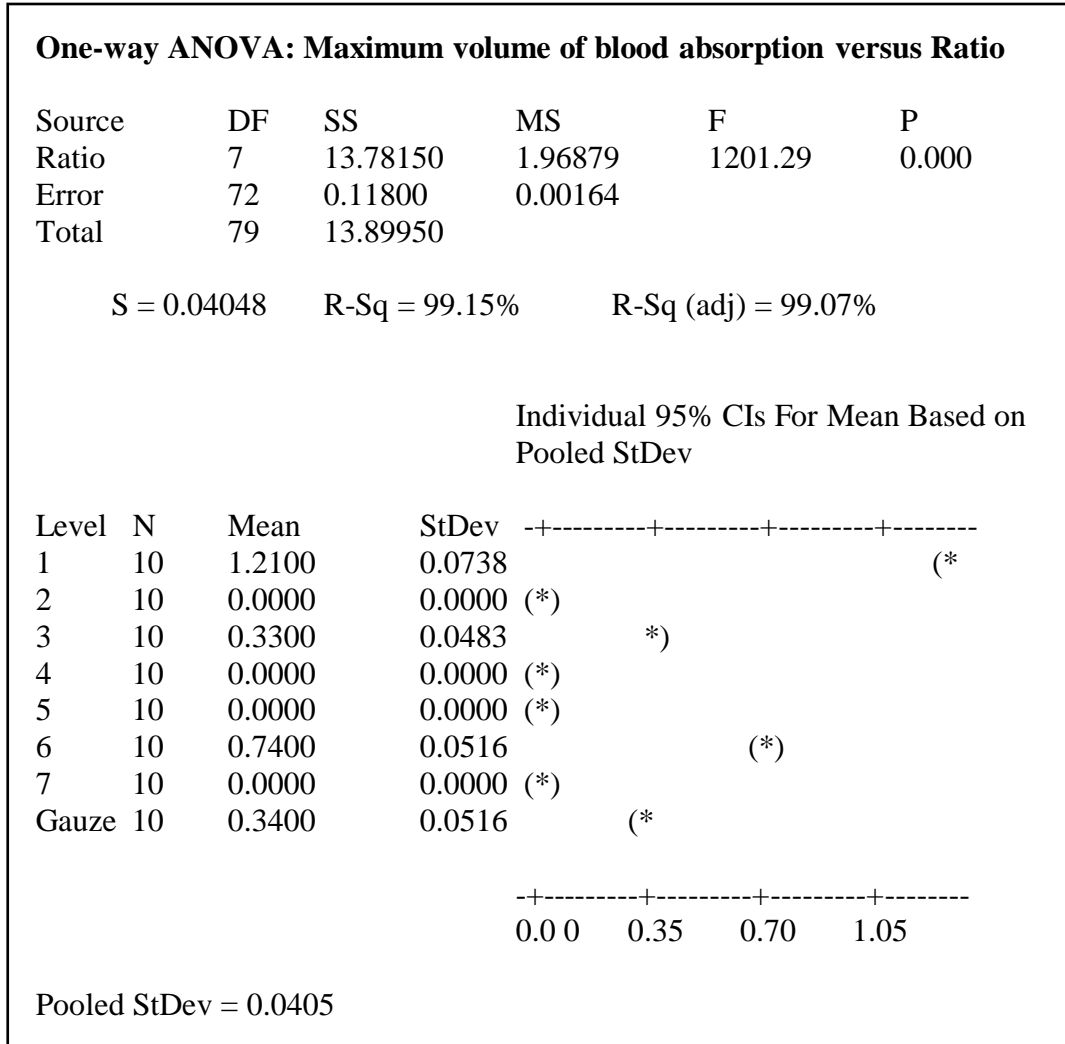 One-way ANOVA: Maximum volume of blood absorption versus Ratio
Source DF SS MS F P
Ratio 7 13.78150 1.96879 1201.29 0.000
Error 72 0.11800 0.00164
Total 79 13.89950
S = 0.04048 R-Sq = 99.15% R-Sq (adj) = 99.07%
Individual 95% CIs For Mean Based on
Pooled StDev
Level N Mean StDev -+---------+---------+---------+--------
1 10 1.2100 0.0738 (*
2 10 0.0000 0.0000 (*)
3 10 0.3300 0.0483 *)
4 10 0.0000 0.0000 (*)
5 10 0.0000 0.0000 (*)
6 10 0.7400 0.0516 (*)
7 10 0.0000 0.0000 (*)
Gauze 10 0.3400 0.0516 (*
-+---------+---------+---------+--------
0.0 0 0.35 0.70 1.05
Pooled StDev = 0.0405